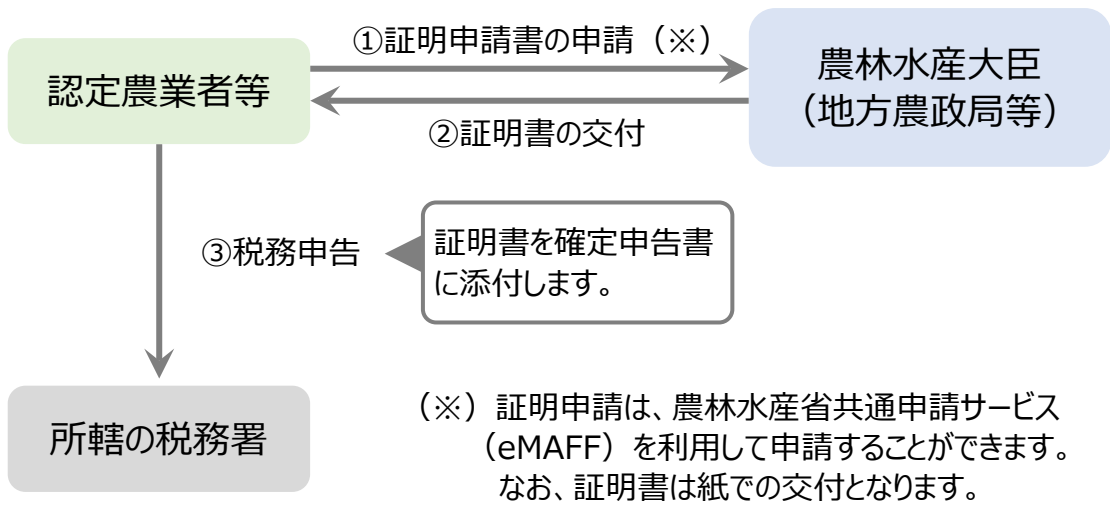 ①証明申請書の申請（※）
認定農業者等
農林水産大臣
（地方農政局等）
②証明書の交付
③税務申告
証明書を確定申告書
に添付します。
所轄の税務署
（※）証明申請は、農林水産省共通申請サービス
（eMAFF）を利用して申請することができます。
なお、証明書は紙での交付となります。